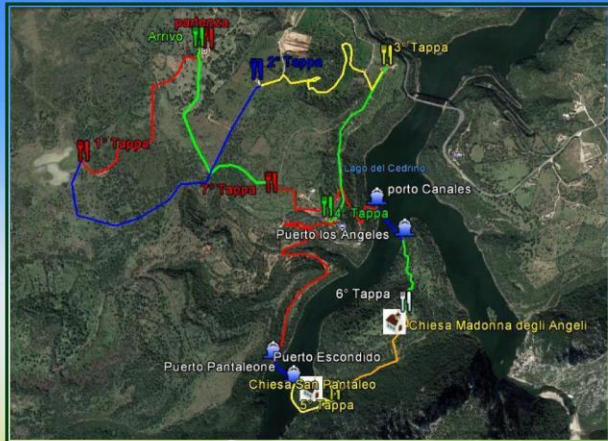 partenza
Arrivo
2° Tappa
3° Tappa
1° Tappa
Lago del Cedrino
7° Tappa
porto Canales
4° Tappa
Puerto los Angeles
6° Tappa
Chiesa Madonna degli Angeli
Puerto Escondido
Puerto Pantaleone
Chiesa San Pantaleo
5° Tappa